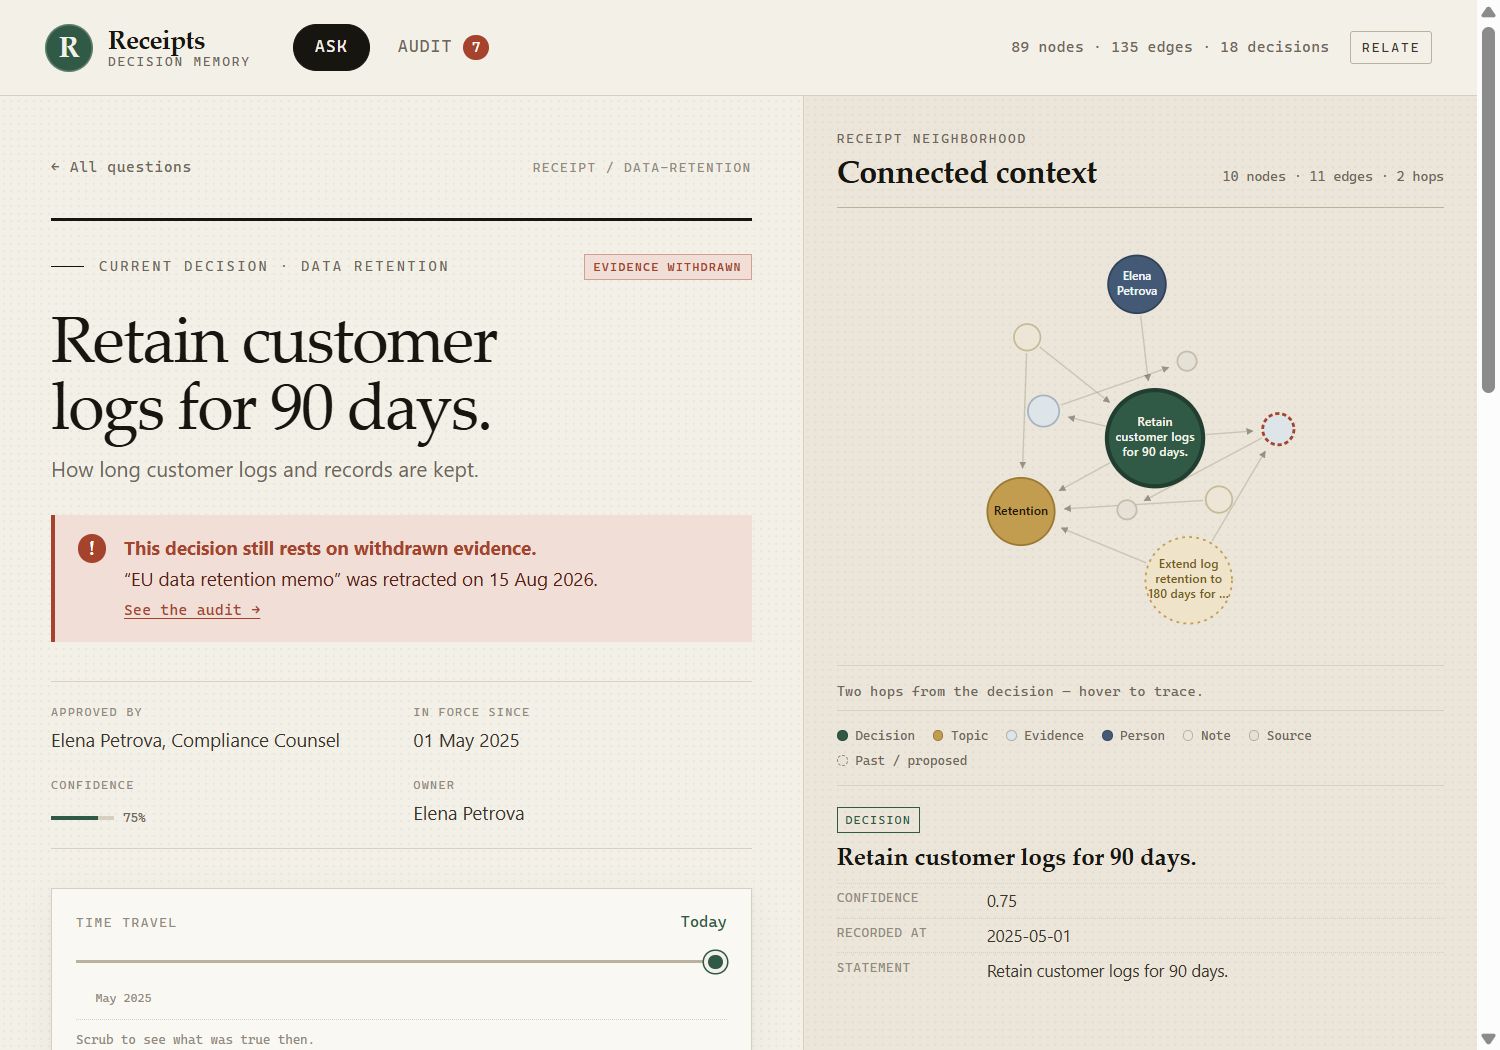 R
Receipts
DECISION MEMORY
ASK
AUDIT 7
89 nodes · 135 edges · 18 decisions
RELATE
← All questions
RECEIPT / DATA-RETENTION
CURRENT DECISION · DATA RETENTION
EVIDENCE WITHDRAWN
Retain customer
logs for 90 days.
How long customer logs and records are kept.
! This decision still rests on withdrawn evidence.
“EU data retention memo” was retracted on 15 Aug 2026.
See the audit →
APPROVED BY
Elena Petrova, Compliance Counsel
IN FORCE SINCE
01 May 2025
CONFIDENCE
75%
OWNER
Elena Petrova
TIME TRAVEL
Today
May 2025
Scrub to see what was true then.
RECEIPT NEIGHBORHOOD
Connected context
10 nodes · 11 edges · 2 hops
Elena
Petrova
Retain
customer logs
for 90 days.
Retention
Extend log
retention to
180 days for ...
Two hops from the decision — hover to trace.
Decision
Topic
Evidence
Person
Note
Source
Past / proposed
DECISION
Retain customer logs for 90 days.
CONFIDENCE
0.75
RECORDED AT
2025-05-01
STATEMENT
Retain customer logs for 90 days.